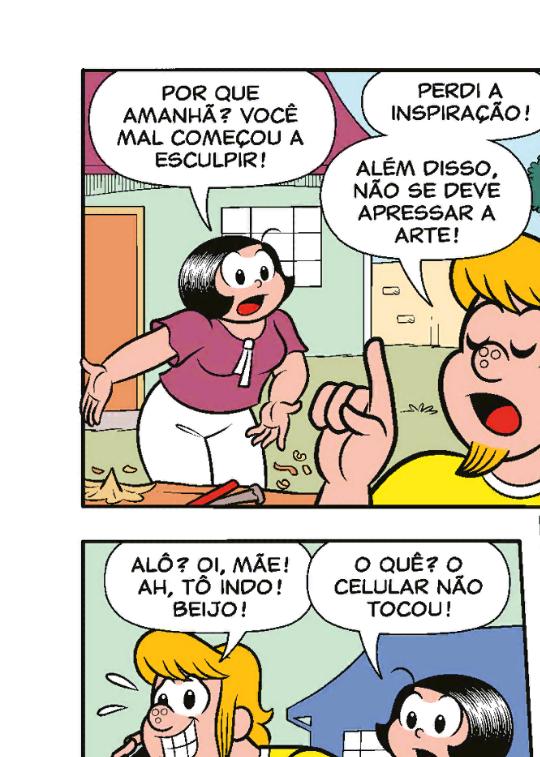 POR QUE
AMANHÃ? VOCÊ
MAL COMEÇOU A
ESCULPIR!
PERDI A
INSPIRAÇÃO!
ALÉM DISSO,
NÃO SE DEVE
APRESSAR A
ARTE!
ALÔ? OI, MÃE!
AH, TÔ INDO!
BEIJO!
O QUÊ? O
CELULAR NÃO
TOCOU!